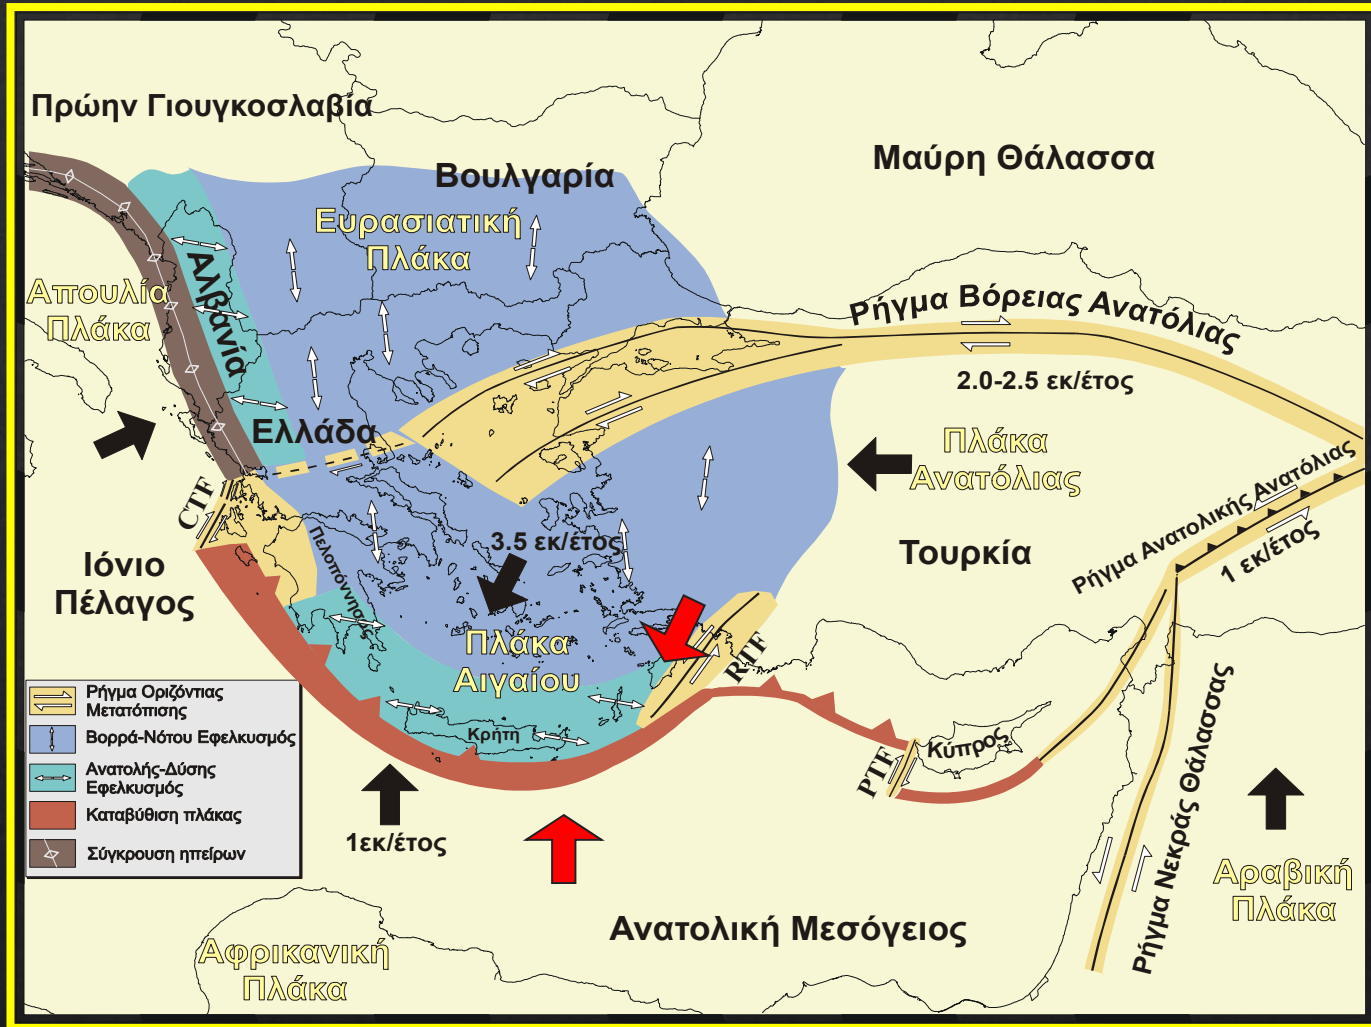 Πρώην Γιουγκοσλαβία
Μαύρη Θάλασσα
Βουλγαρία
Ευρασιατική
Πλάκα
Αλβανία
Απουλία
Πλάκα
Ρήγμα Βόρειας Ανατόλιας
2.0-2.5 εκ/έτος
Ελλάδα
Πλάκα
Ανατόλιας
Ρήγμα Ανατολικής Ανατόλιας
1 εκ/έτος
CTF
Πελοπόννησος
3.5 εκ/έτος
Τουρκία
Ιόνιο
Πέλαγος
Πλάκα
Αιγαίου
RTF
Ρήγμα Οριζόντιας
Μετατόπισης
Βορρά-Νότου Εφελκυσμός
Ανατολής-Δύσης
Εφελκυσμός
Καταβύθιση πλάκας
Σύγκρουση ηπείρων
Κρήτη
Κύπρος
PTF
1εκ/έτος
Ρήγμα Νεκράς Θάλασσας
Αραβική
Πλάκα
Ανατολική Μεσόγειος
Αφρικανική
Πλάκα